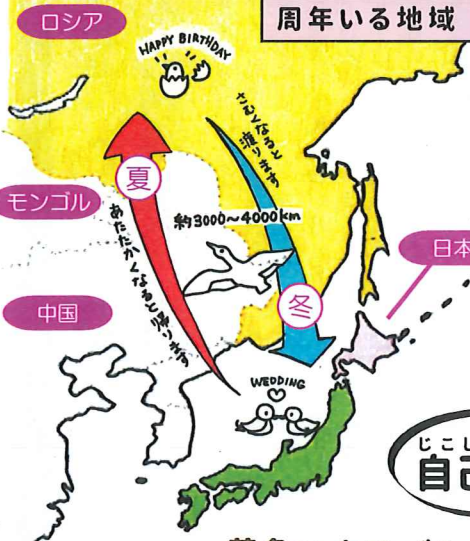 ロシア
周年いる地域
HAPPY BIRTHDAY
さむくなると
渡ります
夏
モンゴル
約3000~4000km
あたたかくなると帰ります
日本
中国
冬
WEDDING
じこし
自己